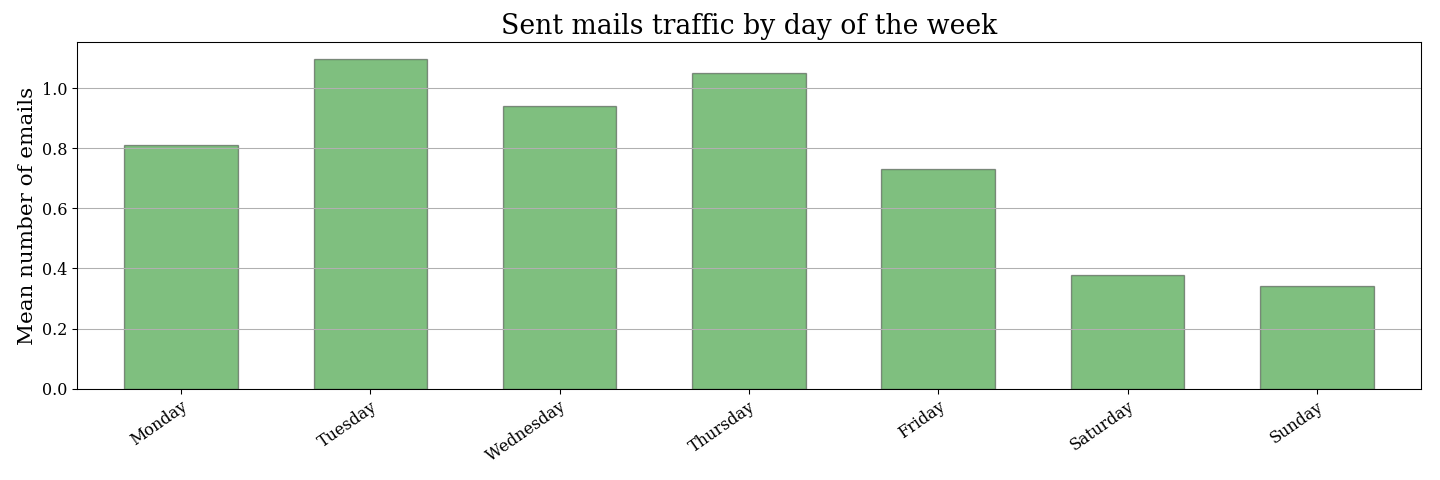 Sent mails traffic by day of the week
Mean number of emails
1.0
0.8
0.6
0.4
0.2
0.0
Monday
Tuesday
Wednesday
Thursday
Friday
Saturday
Sunday